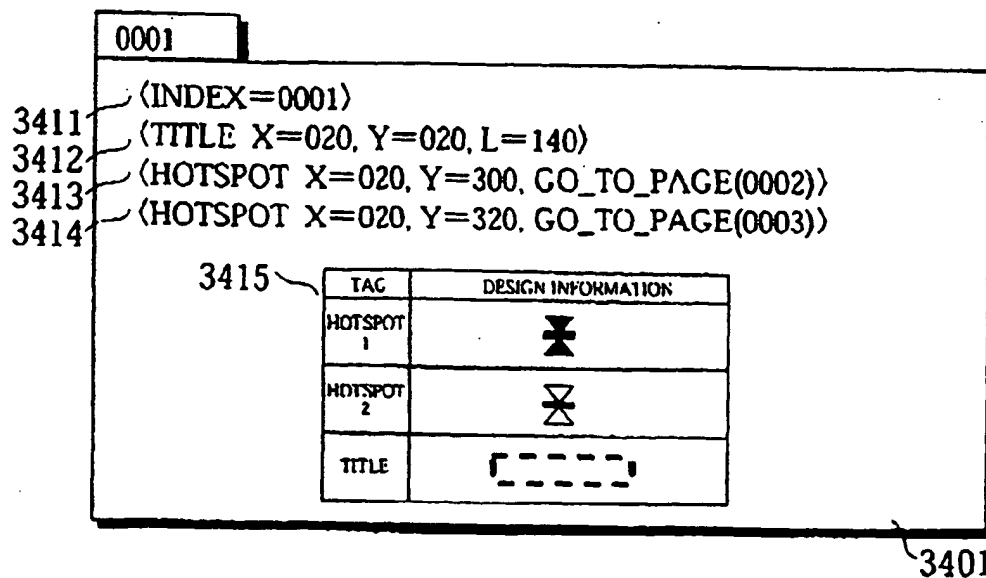 0001
3411 ⟨INDEX=0001⟩
3412 ⟨TITLE X=020, Y=020, L=140⟩
3413 ⟨HOTSPOT X=020, Y=300, GO_TO_PAGE(0002)⟩
3414 ⟨HOTSPOT X=020, Y=320, GO_TO_PAGE(0003)⟩
3415
TAG DESIGN INFORMATION
HOTSPOT
1
HOTSPOT
2
TITLE
3401